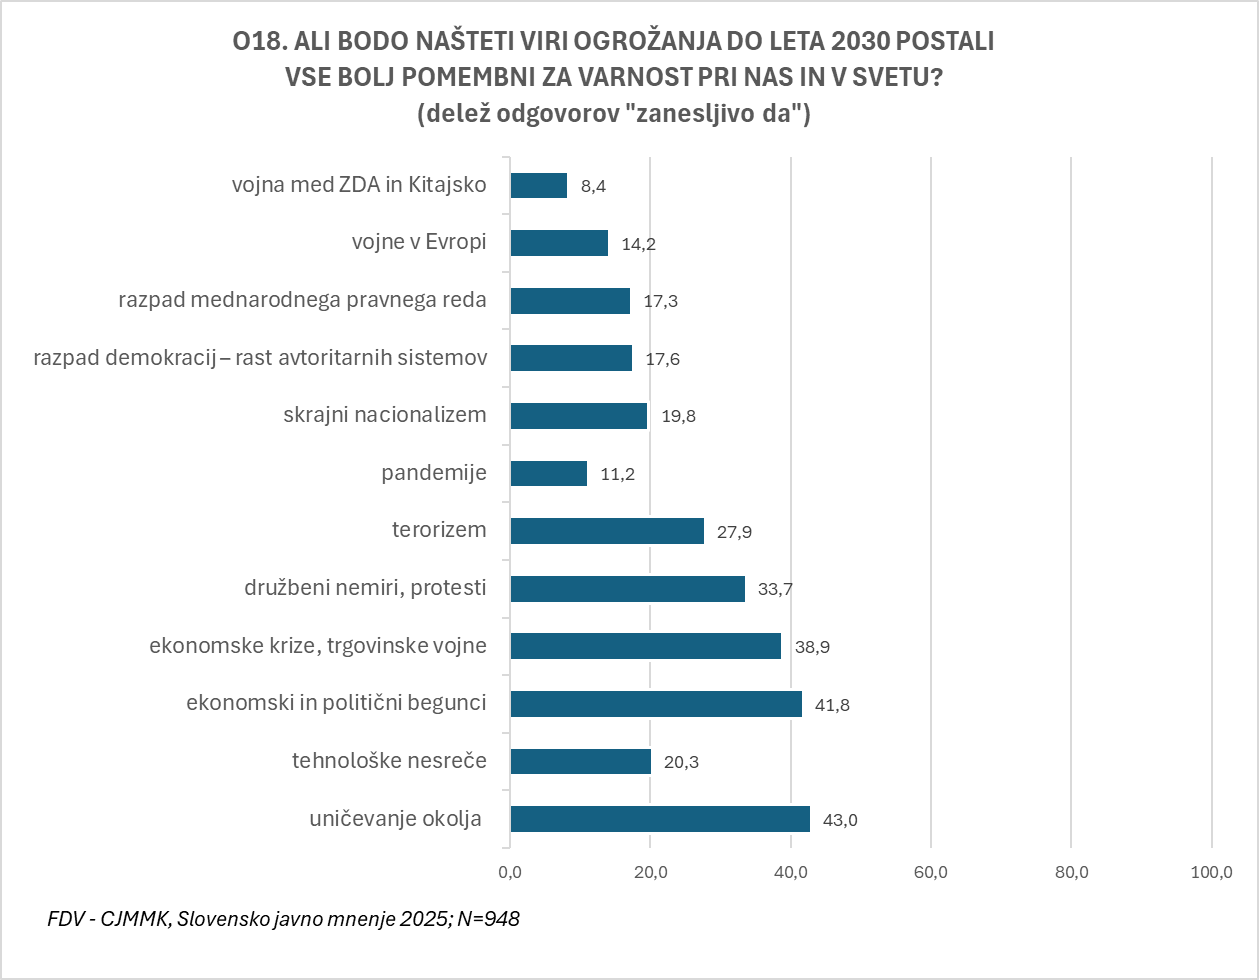 O18. ALI BODO NAŠTETI VIRI OGROŽANJA DO LETA 2030 POSTALI
VSE BOLJ POMEMBNI ZA VARNOST PRI NAS IN V SVETU?
(delež odgovorov "zanesljivo da")
vojna med ZDA in Kitajsko 8,4
vojne v Evropi 14,2
razpad mednarodnega pravnega reda 17,3
razpad demokracij – rast avtoritarnih sistemov 17,6
skrajni nacionalizem 19,8
pandemije 11,2
terorizem 27,9
družbeni nemiri, protesti 33,7
ekonomske krize, trgovinske vojne 38,9
ekonomski in politični begunci 41,8
tehnološke nesreče 20,3
uničevanje okolja 43,0
0,0 20,0 40,0 60,0 80,0 100,0
FDV - CJMMK, Slovensko javno mnenje 2025; N=948